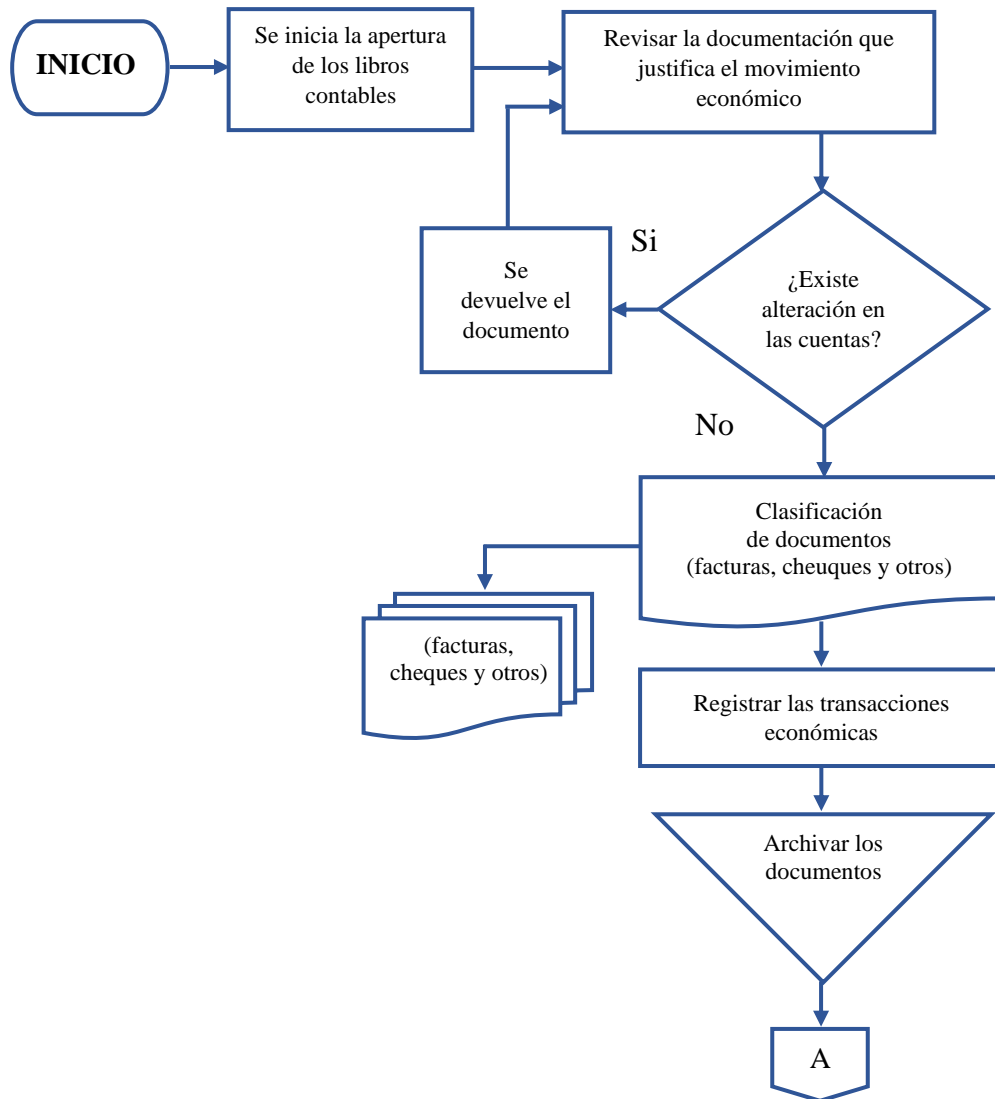 INICIO
Se inicia la apertura
de los libros
contables
Revisar la documentación que
justifica el movimiento
económico
Si
Se
devuelve el
documento
¿Existe
alteración en
las cuentas?
No
Clasificación
de documentos
(facturas, cheuques y otros)
(facturas,
cheques y otros)
Registrar las transacciones
económicas
Archivar los
documentos
A